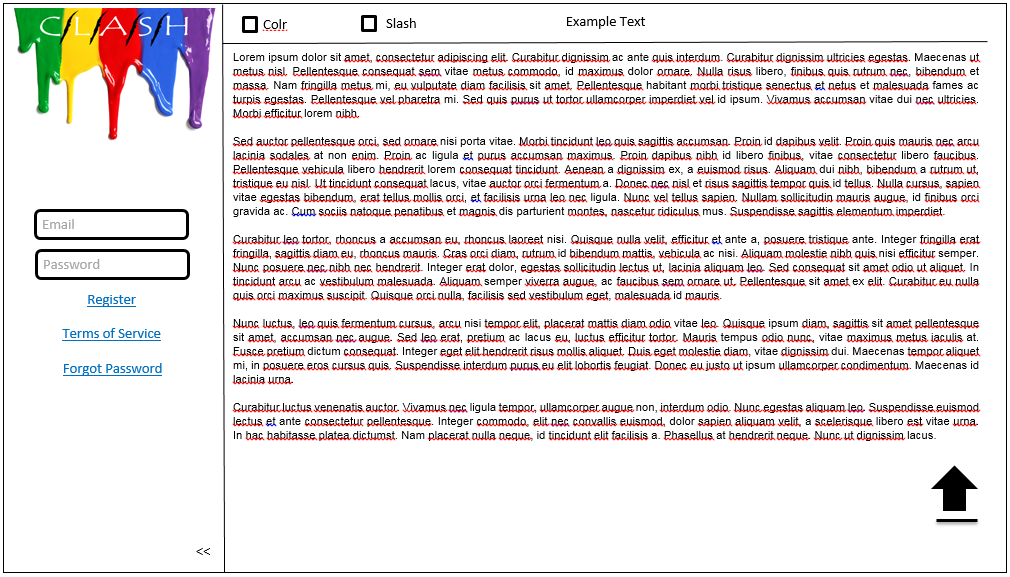 C/L/A/S/H
Email
Password
Register
Terms of Service
Forgot Password
<<
Colr
Slash
Example Text
Lorem ipsum dolor sit amet, consectetur adipiscing elit. Curabitur dignissim ac ante quis interdum. Curabitur dignissim ultricies egestas. Maecenas ut
metus nisl. Pellentesque consequat sem vitae metus commodo, id maximus dolor ornare. Nulla risus libero, finibus quis rutrum nec, bibendum et
massa. Nam fringilla metus mi, eu vulputate diam facilisis sit amet. Pellentesque habitant morbi tristique senectus et netus et malesuada fames ac
turpis egestas. Pellentesque vel pharetra mi. Sed quis purus ut tortor ullamcorper imperdiet vel id ipsum. Vivamus accumsan vitae dui nec ultricies.
Morbi efficitur lorem nibh.
Sed auctor pellentesque orci, sed ornare nisi porta vitae. Morbi tincidunt leo quis sagittis accumsan. Proin id dapibus velit. Proin quis mauris nec arcu
lacinia sodales at non enim. Proin ac ligula et purus accumsan maximus. Proin dapibus nibh id libero finibus, vitae consectetur libero faucibus.
Pellentesque vehicula libero hendrerit lorem consequat tincidunt. Aenean a dignissim ex, a euismod risus. Aliquam dui nibh, bibendum a rutrum ut,
tristique eu nisl. Ut tincidunt consequat lacus, vitae auctor orci fermentum a. Donec nec nisl et risus sagittis tempor quis id tellus. Nulla cursus, sapien
vitae egestas bibendum, erat tellus mollis orci, et facilisis urna leo nec ligula. Nunc vel tellus sapien. Nullam sollicitudin mauris augue, id finibus orci
gravida ac. Cum sociis natoque penatibus et magnis dis parturient montes, nascetur ridiculus mus. Suspendisse sagittis elementum imperdiet.
Curabitur leo tortor, rhoncus a accumsan eu, rhoncus laoreet nisi. Quisque nulla velit, efficitur et ante a, posuere tristique ante. Integer fringilla erat
fringilla, sagittis diam eu, rhoncus mauris. Cras orci diam, rutrum id bibendum mattis, vehicula ac nisi. Aliquam molestie nibh quis nisi efficitur semper.
Nunc posuere nec nibh nec hendrerit. Integer erat dolor, egestas sollicitudin lectus ut, lacinia aliquam leo. Sed consequat sit amet odio ut aliquet. In
tincidunt arcu ac vestibulum malesuada. Aliquam semper viverra augue, ac faucibus sem ornare ut. Pellentesque sit amet ex elit. Curabitur eu nulla
quis orci maximus suscipit. Quisque orci nulla, facilisis sed vestibulum eget, malesuada id mauris.
Nunc luctus, leo quis fermentum cursus, arcu nisi tempor elit, placerat mattis diam odio vitae leo. Quisque ipsum diam, sagittis sit amet pellentesque
sit amet, accumsan nec augue. Sed leo erat, pretium ac lacus eu, luctus efficitur tortor. Mauris tempus odio nunc, vitae maximus metus iaculis at.
Fusce pretium dictum consequat. Integer eget elit hendrerit risus mollis aliquet. Duis eget molestie diam, vitae dignissim dui. Maecenas tempor aliquet
mi, in posuere eros cursus quis. Suspendisse interdum purus eu elit lobortis feugiat. Donec eu justo ut ipsum ullamcorper condimentum. Maecenas id
lacinia urna.
Curabitur luctus venenatis auctor. Vivamus nec ligula tempor, ullamcorper augue non, interdum odio. Nunc egestas aliquam leo. Suspendisse euismod
lectus et ante consectetur pellentesque. Integer commodo, elit nec convallis euismod, dolor sapien aliquam velit, a scelerisque libero est vitae urna.
In hac habitasse platea dictumst. Nam placerat nulla neque, id tincidunt elit facilisis a. Phasellus at hendrerit neque. Nunc ut dignissim lacus.